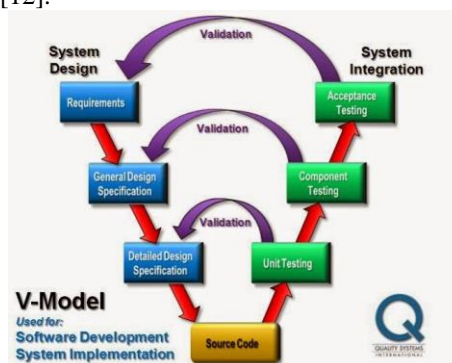 [12].
Validation
System
Design
System
Integration
Requirements
Acceptance
Testing
Validation
General Design
Specification
Component
Testing
Validation
Detailed Design
Specification
Unit Testing
V-Model
Used for:
Software Development
System Implementation
Source Code
Q
QUALITY SYSTEMS
INTERNATIONAL